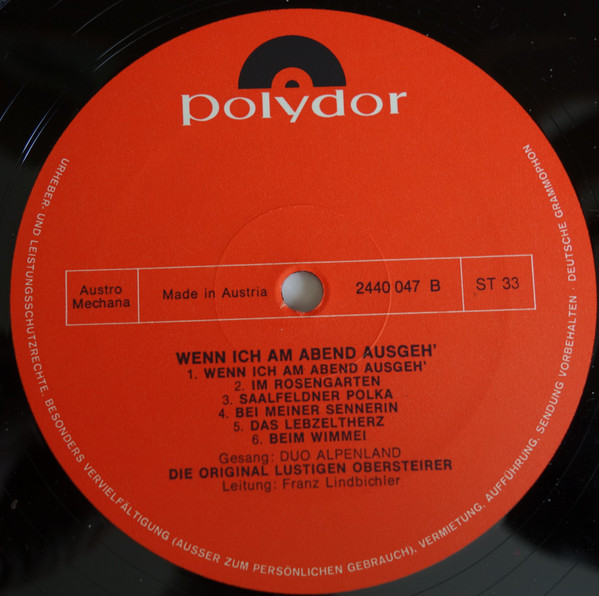 polydor
Austro
Mechana
Made in Austria
2440 047 B
ST 33
WENN ICH AM ABEND AUSGEH'
1. WENN ICH AM ABEND AUSGEH'
2. IM ROSENGARTEN
3. SAALFELDNER POLKA
4. BEI MEINER SENNERIN
5. DAS LEBZELTHERZ
6. BEIM WIMMEI
Gesang: DUO ALPENLAND
DIE ORIGINAL LUSTIGEN OBERSTEIRER
Leitung: Franz Lindbichler
URHEBER- UND LEISTUNGSSCHUTZRECHTE, BESONDERS VERVIELFÄLTIGUNG (AUSSER ZUM PERSÖNLICHEN GEBRAUCH), VERMIETUNG, AUFFÜHRUNG, SENDUNG VORBEHALTEN · DEUTSCHE GRAMMOPHON